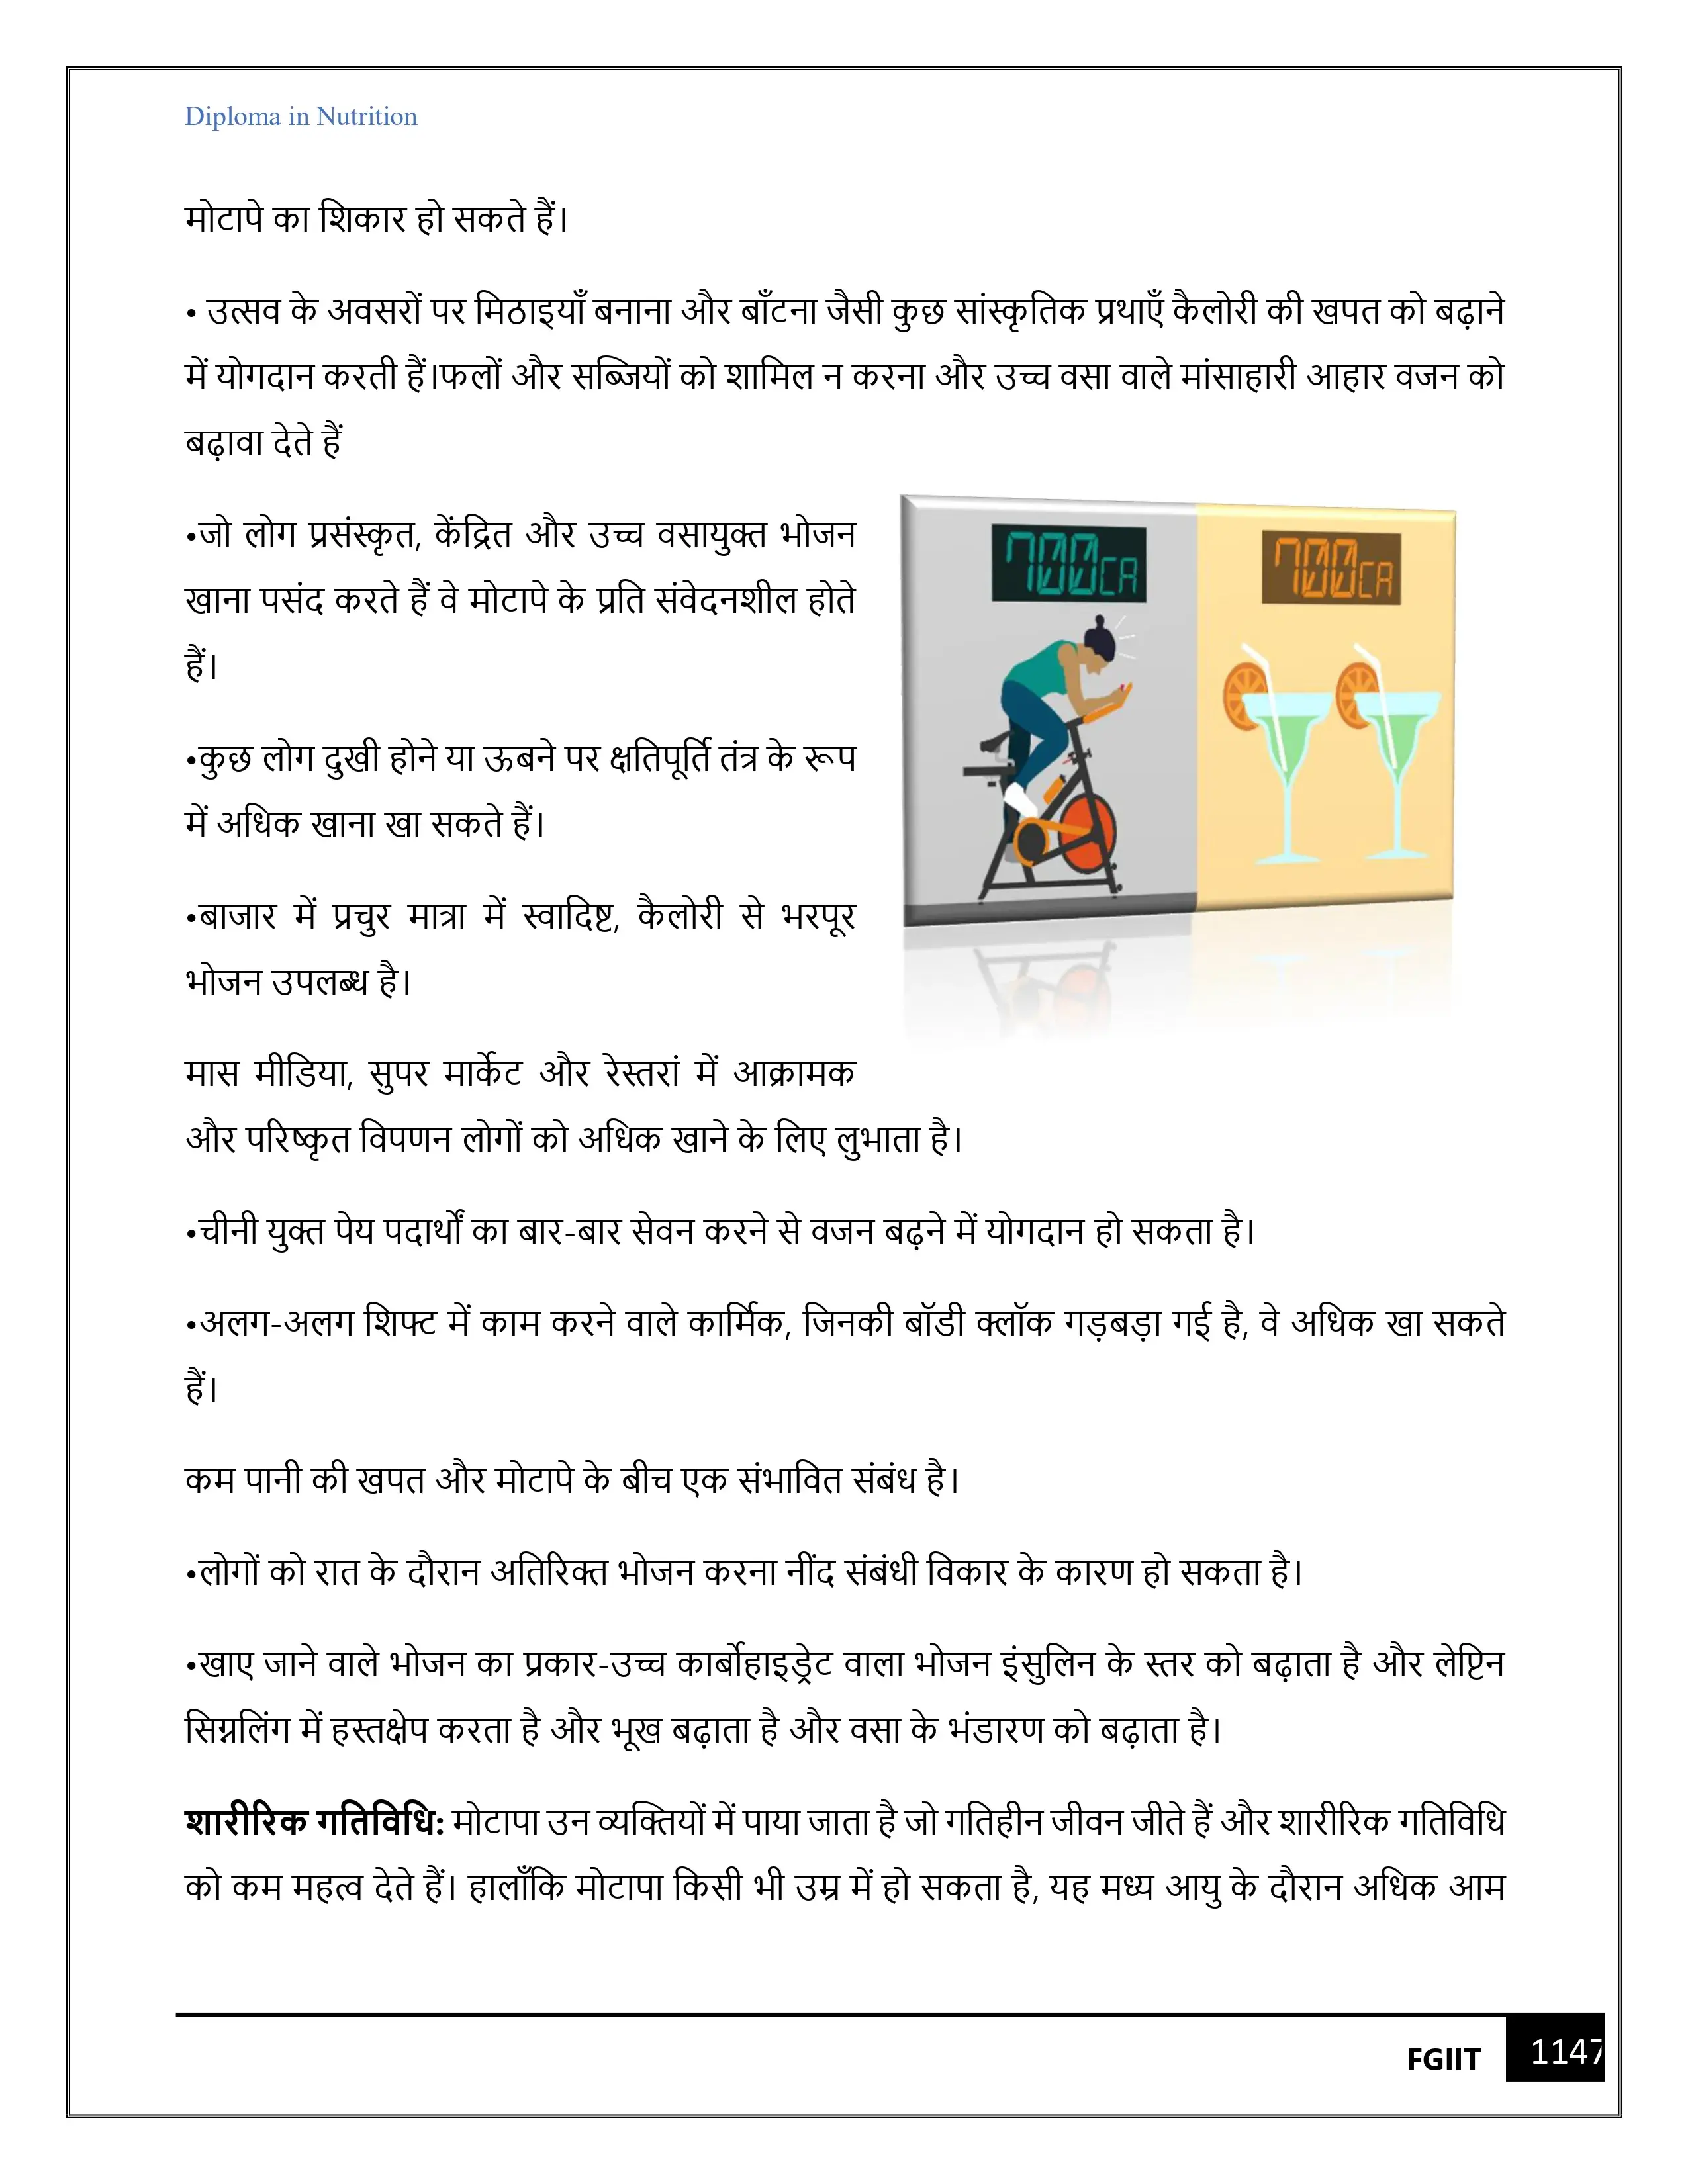 Diploma in Nutrition
मोटापे का शिकार हो सकते हैं।
• उत्सव के अवसरों पर मिठाइयाँ बनाना और बाँटना जैसी कुछ सांस्कृतिक प्रथाएँ कैलोरी की खपत को बढ़ाने
में योगदान करती हैं।फलों और सब्जियों को शामिल न करना और उच्च वसा वाले मांसाहारी आहार वजन को
बढ़ावा देते हैं
•जो लोग प्रसंस्कृत, केंद्रित और उच्च वसायुक्त भोजन
खाना पसंद करते हैं वे मोटापे के प्रति संवेदनशील होते
हैं।
700CA
700CA
•कुछ लोग दुखी होने या ऊबने पर क्षतिपूर्ति तंत्र के रूप
में अधिक खाना खा सकते हैं।
•बाजार में प्रचुर मात्रा में स्वादिष्ट, कैलोरी से भरपूर
भोजन उपलब्ध है।
मास मीडिया, सुपर मार्केट और रेस्तरां में आक्रामक
और परिष्कृत विपणन लोगों को अधिक खाने के लिए लुभाता है।
•चीनी युक्त पेय पदार्थों का बार-बार सेवन करने से वजन बढ़ने में योगदान हो सकता है।
•अलग-अलग शिफ्ट में काम करने वाले कार्मिक, जिनकी बॉडी क्लॉक गड़बड़ा गई है, वे अधिक खा सकते
हैं।
कम पानी की खपत और मोटापे के बीच एक संभावित संबंध है।
•लोगों को रात के दौरान अतिरिक्त भोजन करना नींद संबंधी विकार के कारण हो सकता है।
•खाए जाने वाले भोजन का प्रकार-उच्च कार्बोहाइड्रेट वाला भोजन इंसुलिन के स्तर को बढ़ाता है और लेप्टिन
सिग्नलिंग में हस्तक्षेप करता है और भूख बढ़ाता है और वसा के भंडारण को बढ़ाता है।
शारीरिक गतिविधि: मोटापा उन व्यक्तियों में पाया जाता है जो गतिहीन जीवन जीते हैं और शारीरिक गतिविधि
को कम महत्व देते हैं। हालाँकि मोटापा किसी भी उम्र में हो सकता है, यह मध्य आयु के दौरान अधिक आम
FGIIT 1147